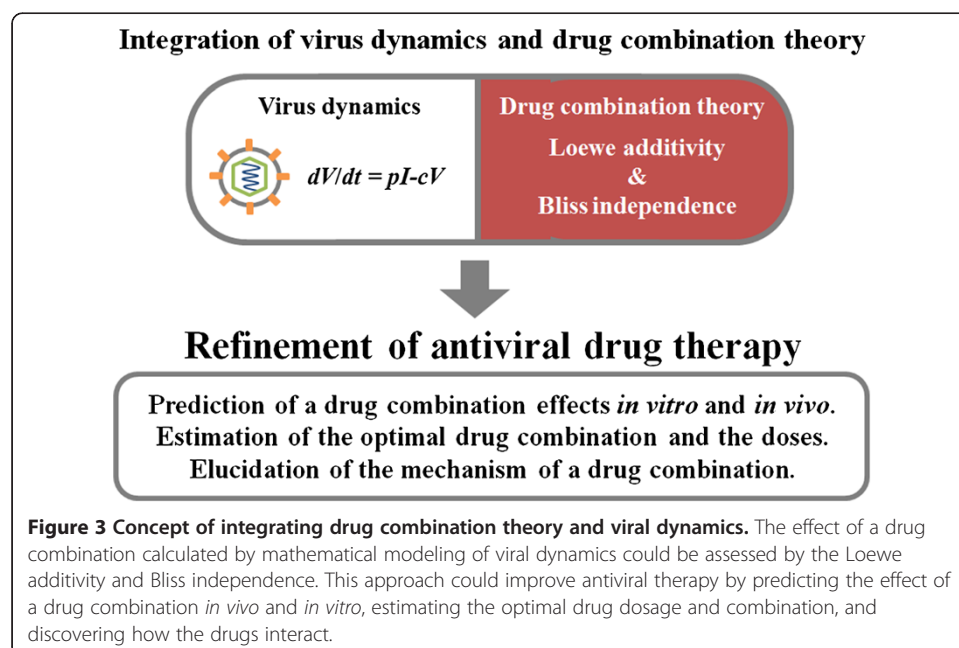 Integration of virus dynamics and drug combination theory
Virus dynamics
dV/dt = pI-cV
Drug combination theory
Loewe additivity
&
Bliss independence
Refinement of antiviral drug therapy
Prediction of a drug combination effects in vitro and in vivo.
Estimation of the optimal drug combination and the doses.
Elucidation of the mechanism of a drug combination.
Figure 3 Concept of integrating drug combination theory and viral dynamics. The effect of a drug
combination calculated by mathematical modeling of viral dynamics could be assessed by the Loewe
additivity and Bliss independence. This approach could improve antiviral therapy by predicting the effect of
a drug combination in vivo and in vitro, estimating the optimal drug dosage and combination, and
discovering how the drugs interact.